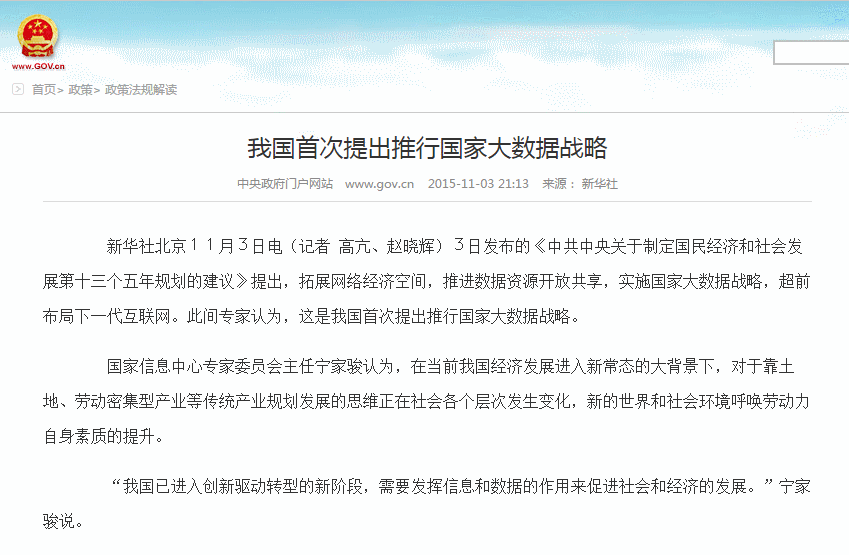 www.GOV.cn
首页> 政策> 政策法规解读
我国首次提出推行国家大数据战略
中央政府门户网站 www.gov.cn 2015-11-03 21:13 来源： 新华社
新华社北京１１月３日电（记者 高亢、赵晓辉）３日发布的《中共中央关于制定国民经济和社会发
展第十三个五年规划的建议》提出，拓展网络经济空间，推进数据资源开放共享，实施国家大数据战略，超前
布局下一代互联网。此间专家认为，这是我国首次提出推行国家大数据战略。
国家信息中心专家委员会主任宁家骏认为，在当前我国经济发展进入新常态的大背景下，对于靠土
地、劳动密集型产业等传统产业规划发展的思维正在社会各个层次发生变化，新的世界和社会环境呼唤劳动力
自身素质的提升。
“我国已进入创新驱动转型的新阶段，需要发挥信息和数据的作用来促进社会和经济的发展。”宁家
骏说。